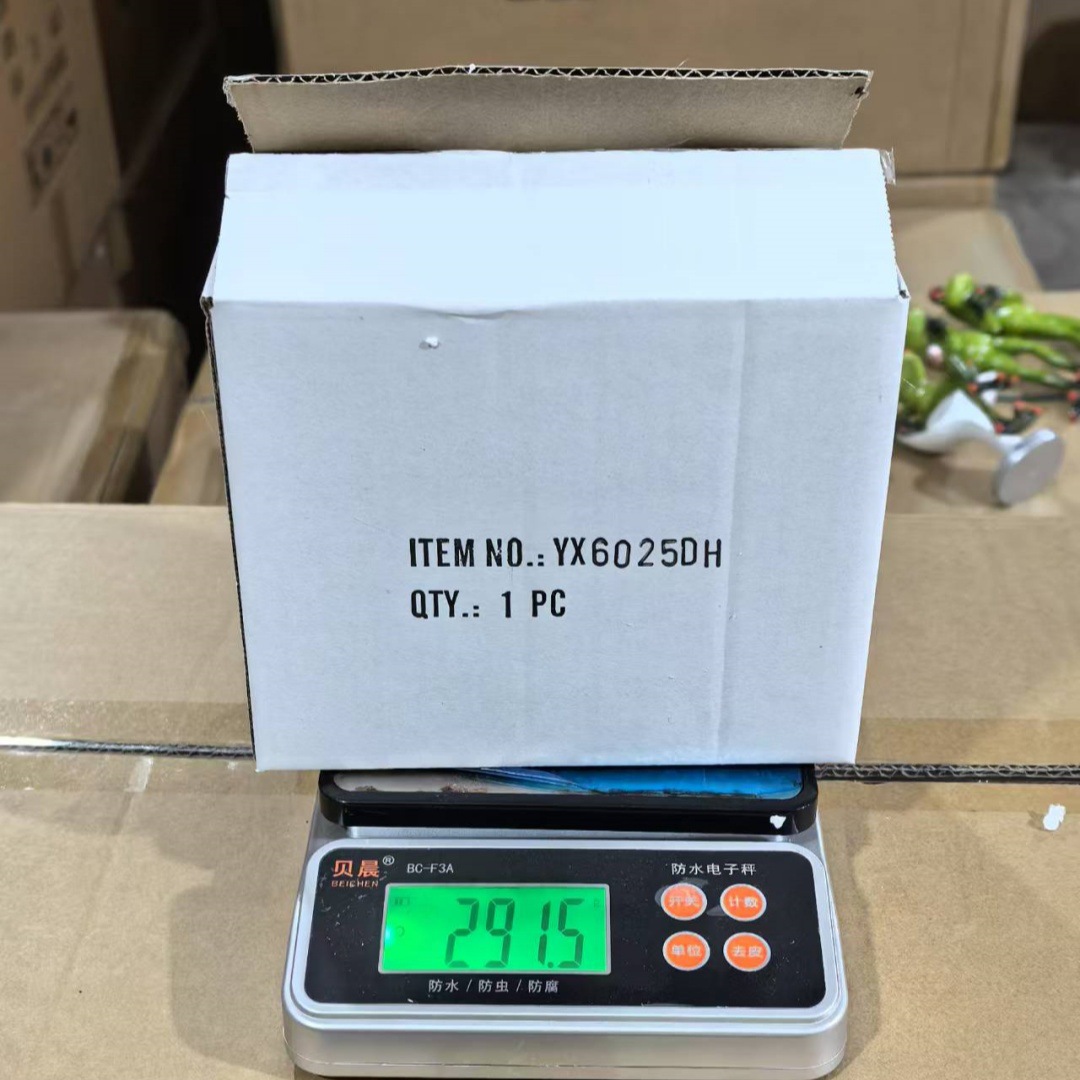 ITEM NO.: YX6025DH
QTY.: 1 PC
贝晨®
BEICHEN
BC-F3A
防水电子秤
291.5
开关
计数
单位
去皮
防水 / 防虫 / 防腐